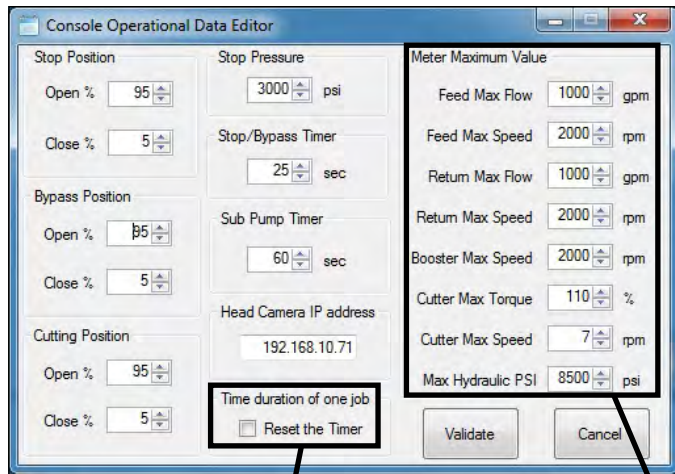 Console Operational Data Editor
Stop Position
Open % 95
Close % 5
Bypass Position
Open % 95
Close % 5
Cutting Position
Open % 95
Close % 5
Stop Pressure
3000 psi
Stop/Bypass Timer
25 sec
Sub Pump Timer
60 sec
Head Camera IP address
192.168.10.71
Time duration of one job
Reset the Timer
Meter Maximum Value
Feed Max Flow 1000 gpm
Feed Max Speed 2000 rpm
Return Max Flow 1000 gpm
Return Max Speed 2000 rpm
Booster Max Speed 2000 rpm
Cutter Max Torque 110 %
Cutter Max Speed 7 rpm
Max Hydraulic PSI 8500 psi
Validate
Cancel